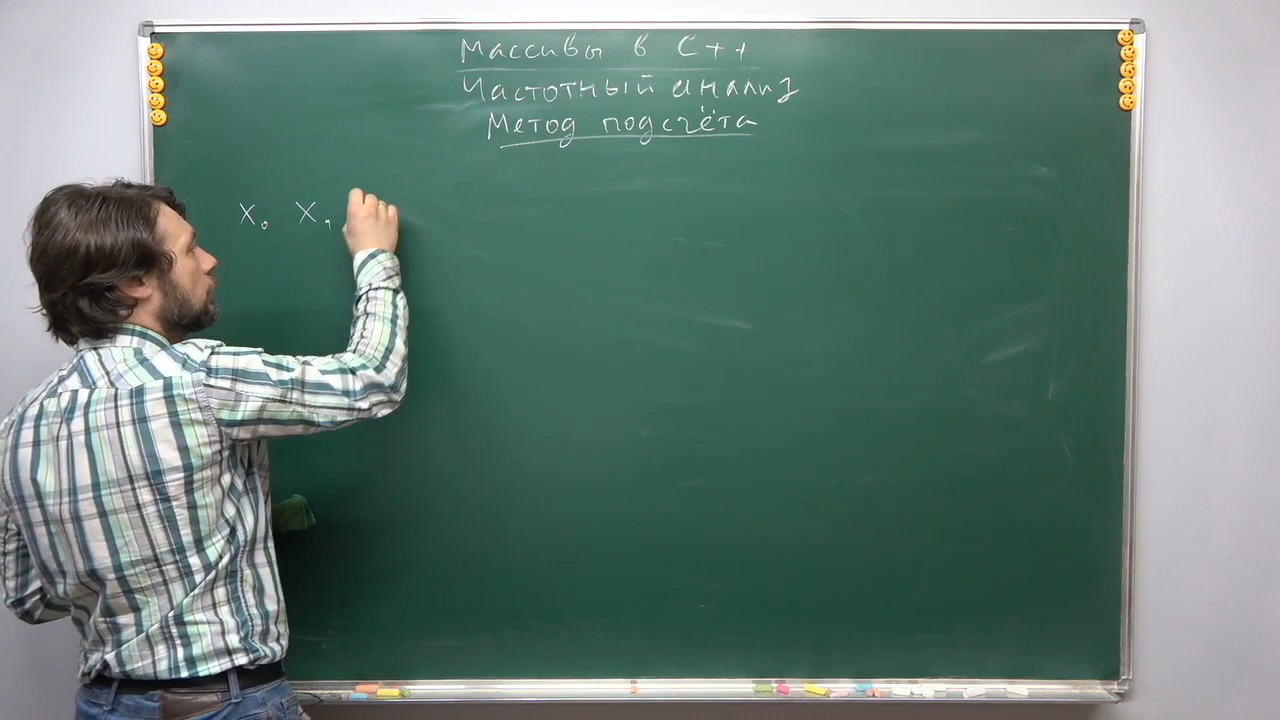 Массивы в C++
Частотный анализ
Метод подсчёта
X₀ X₁